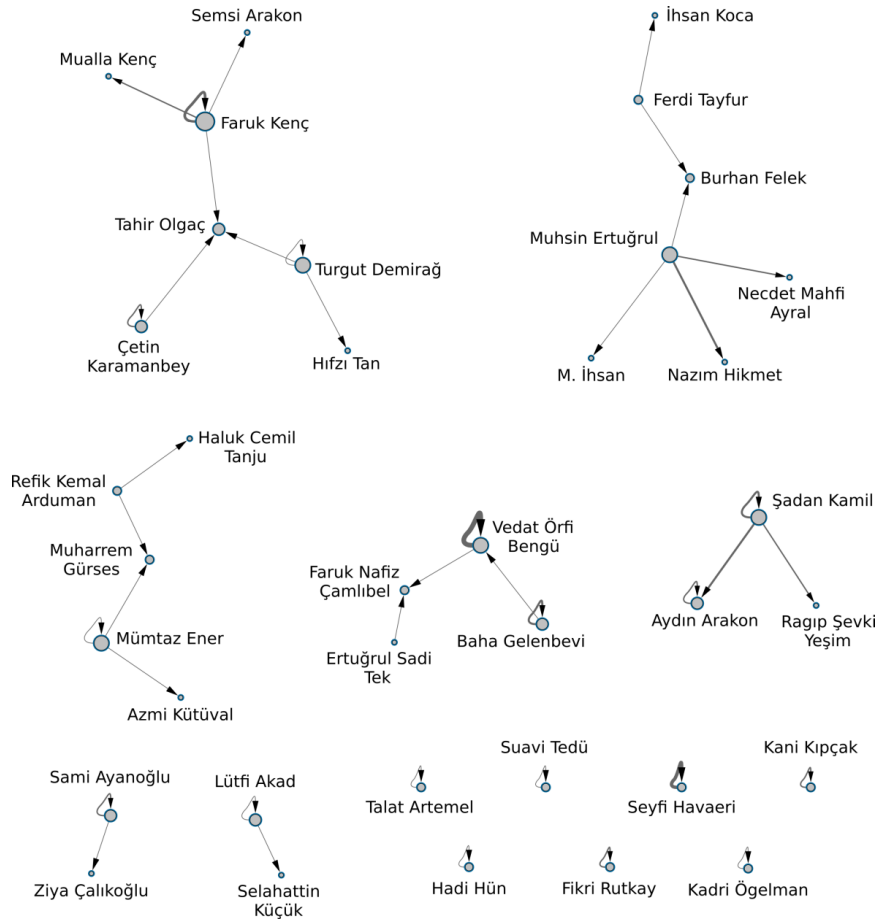 Semsi Arakon
Mualla Kenç
Faruk Kenç
Tahir Olgaç
Turgut Demirağ
Çetin
Karamanbey
Hıfzı Tan
İhsan Koca
Ferdi Tayfur
Burhan Felek
Muhsin Ertuğrul
Necdet Mahfi
Ayral
M. İhsan
Nazım Hikmet
Haluk Cemil
Tanju
Refik Kemal
Arduman
Muharrem
Gürses
Mümtaz Ener
Azmi Kütüval
Vedat Örfi
Bengü
Faruk Nafiz
Çamlıbel
Ertuğrul Sadi
Tek
Baha Gelenbevi
Şadan Kamil
Aydın Arakon
Ragıp Şevki
Yeşim
Sami Ayanoğlu
Ziya Çalıkoğlu
Lütfi Akad
Selahattin
Küçük
Suavi Tedü
Kani Kıpçak
Talat Artemel
Seyfi Havaeri
Hadi Hün
Fikri Rutkay
Kadri Ögelman